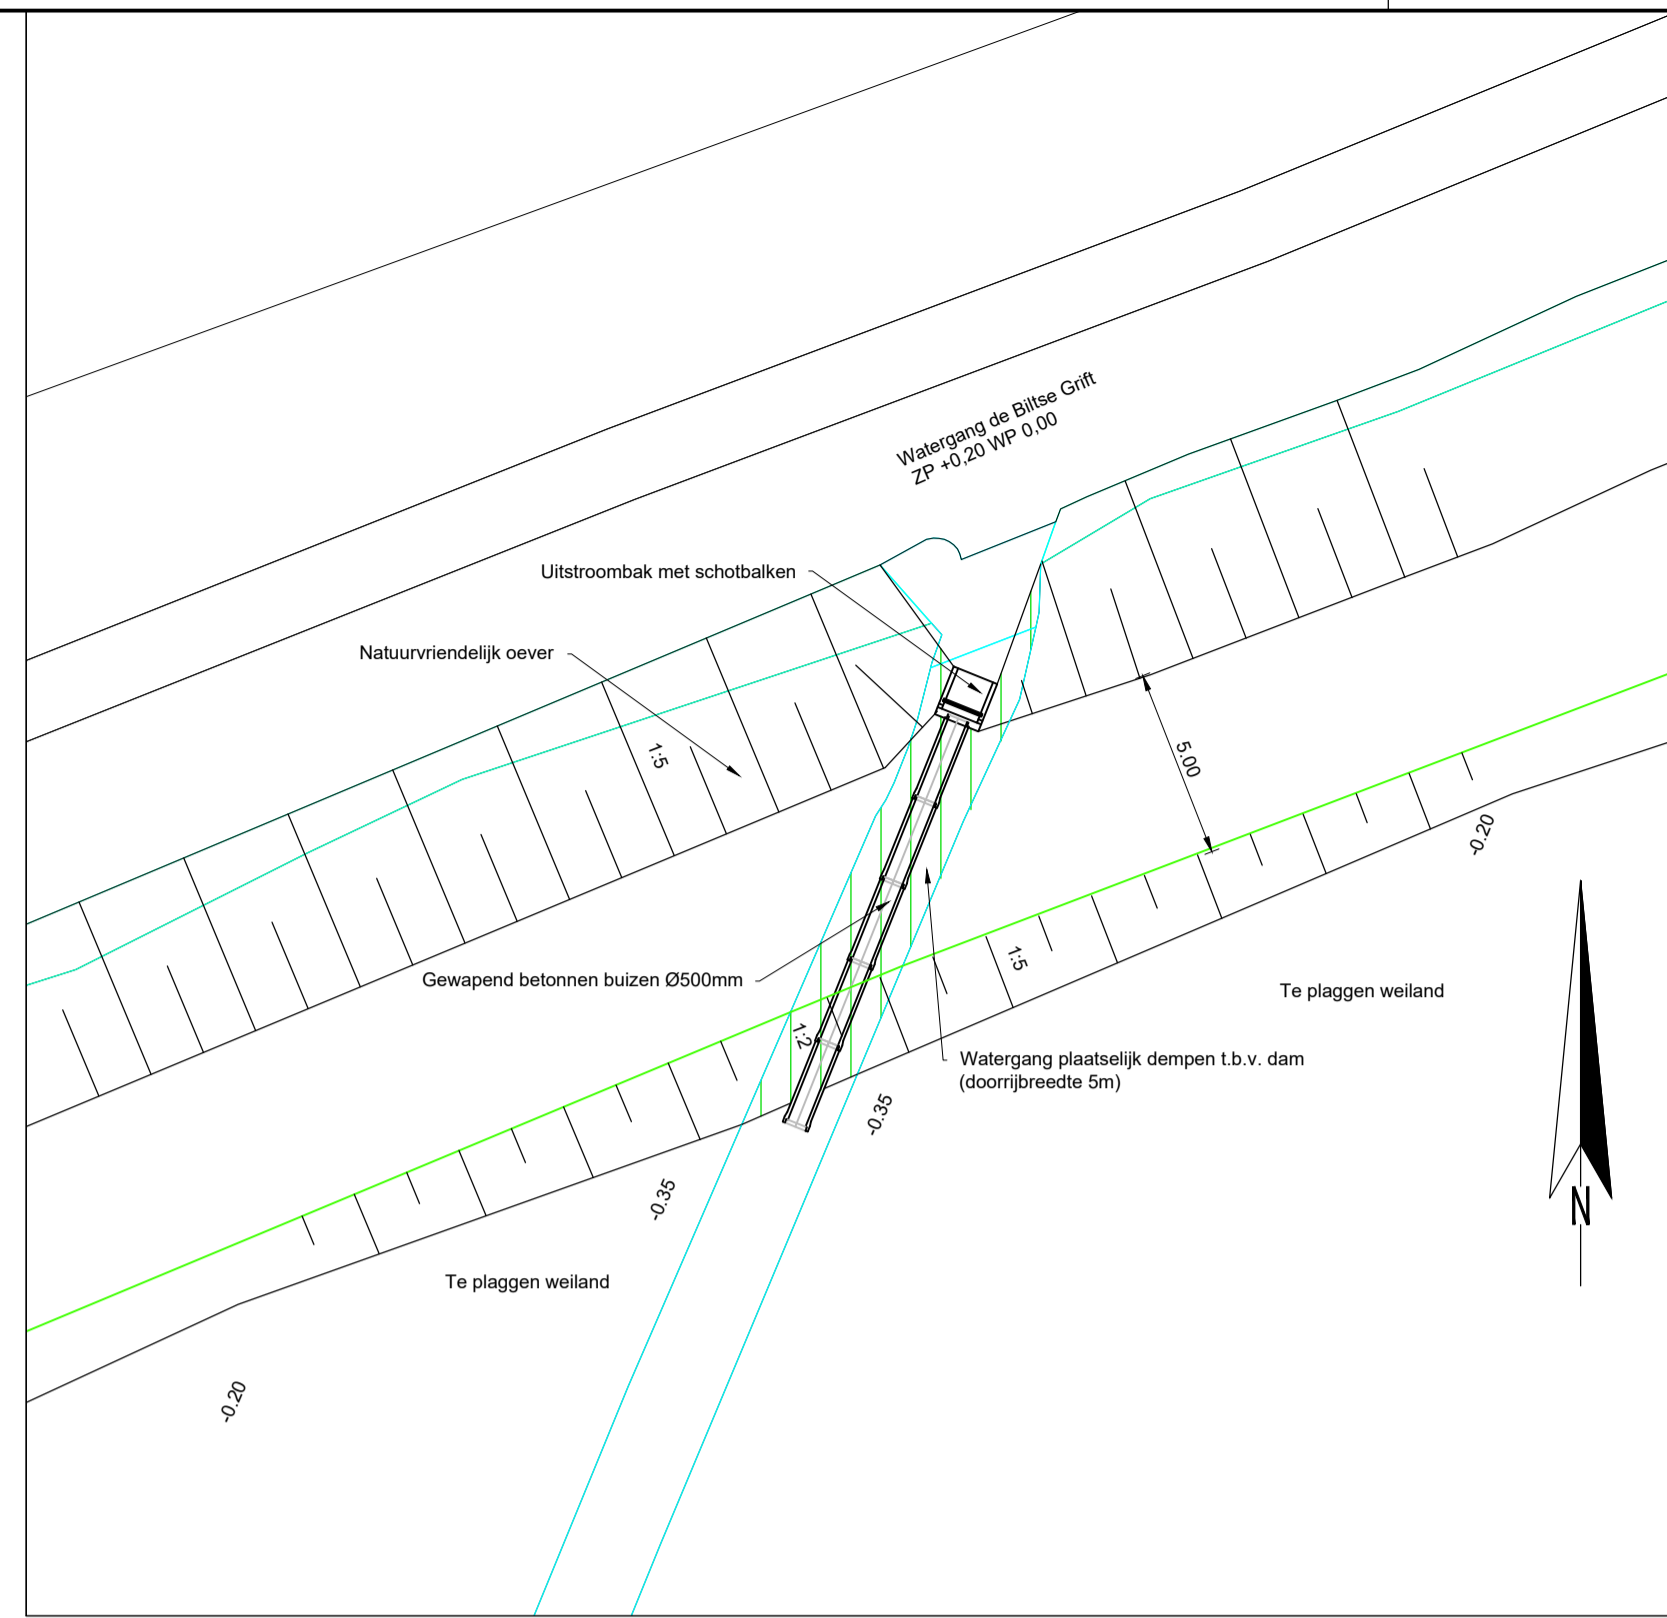 Watergang de Biltse Grift
ZP +0,20 WP 0,00
Uitstroombak met schotbalken
Natuurvriendelijk oever
1:5
5.00
-0.20
Gewapend betonnen buizen Ø500mm
1:5
Te plaggen weiland
1:2
Watergang plaatselijk dempen t.b.v. dam
(doorrijbreedte 5m)
-0.35
-0.35
N
Te plaggen weiland
-0.20